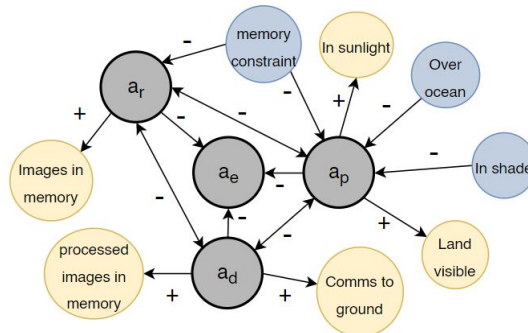 memory
constraint
In sunlight
Over
ocean
In shade
a_r
a_e
a_p
a_d
Images in
memory
processed
images in
memory
Comms to
ground
Land
visible
-
-
-
-
-
-
-
-
-
-
+
+
+
+
+